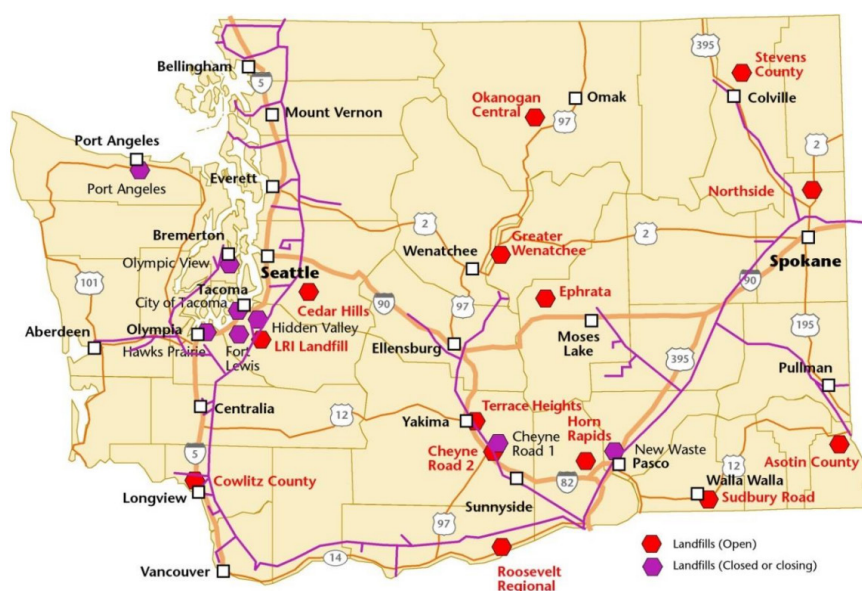 395
Stevens
County
Bellingham
5
Okanogan
Central
Omak
Colville
Mount Vernon
97
Port Angeles
Port Angeles
2
Everett
Northside
Bremerton
Olympic View
2
Wenatchee
Greater
Wenatchee
2
Seattle
Spokane
101
Tacoma
City of Tacoma
Cedar Hills
90
97
Ephrata
90
Aberdeen
Olympia
Hidden Valley
Hawks Prairie
Fort
Lewis
LRI Landfill
Ellensburg
Moses
Lake
195
395
Pullman
Centralia
12
Yakima
Terrace Heights
Cheyne
Road 1
Horn
Rapids
5
Cheyne
Road 2
New Waste
Pasco
Asotin County
Cowlitz County
Longview
Sunnyside
82
Walla Walla
12
Sudbury Road
97
Vancouver
14
Roosevelt
Regional
Landfills (Open)
Landfills (Closed or closing)